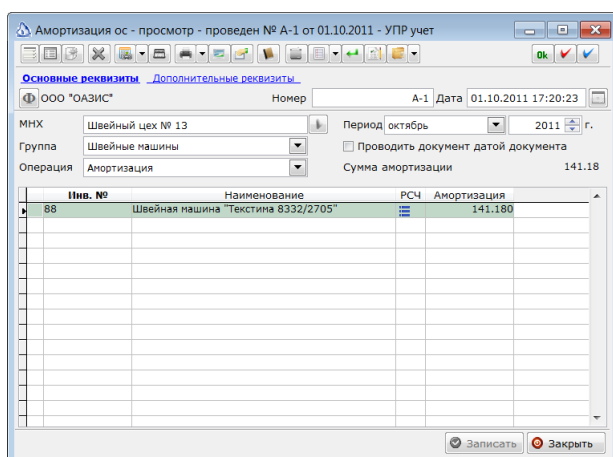 Амортизация ос - просмотр - проведен № А-1 от 01.10.2011 - УПР учет
Ok
Основные реквизиты Дополнительные реквизиты
Ф ООО "ОАЗИС" Номер А-1 Дата 01.10.2011 17:20:23
МНХ Швейный цех № 13 Период октябрь 2011 г.
Группа Швейные машины Проводить документ датой документа
Операция Амортизация Сумма амортизации 141.18
Инв. № Наименование РСЧ Амортизация
88 Швейная машина "Текстима 8332/2705" 141.180
Записать Закрыть